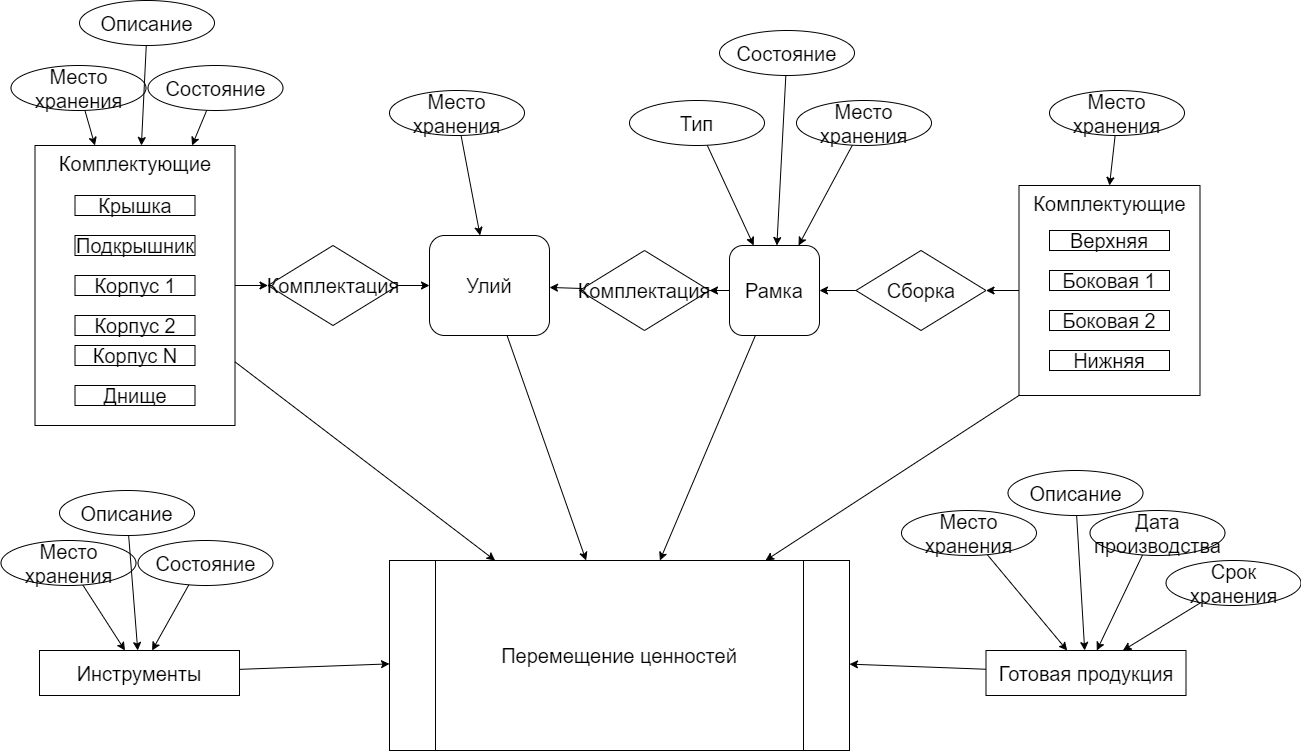 Описание
Место
хранения
Состояние
Комплектующие
Крышка
Подкрышник
Корпус 1
Корпус 2
Корпус N
Днище
Комплектация
Место
хранения
Улий
Комплектация
Состояние
Тип
Место
хранения
Рамка
Сборка
Место
хранения
Комплектующие
Верхняя
Боковая 1
Боковая 2
Нижняя
Описание
Место
хранения
Состояние
Инструменты
Перемещение ценностей
Описание
Место
хранения
Дата
производства
Срок
хранения
Готовая продукция